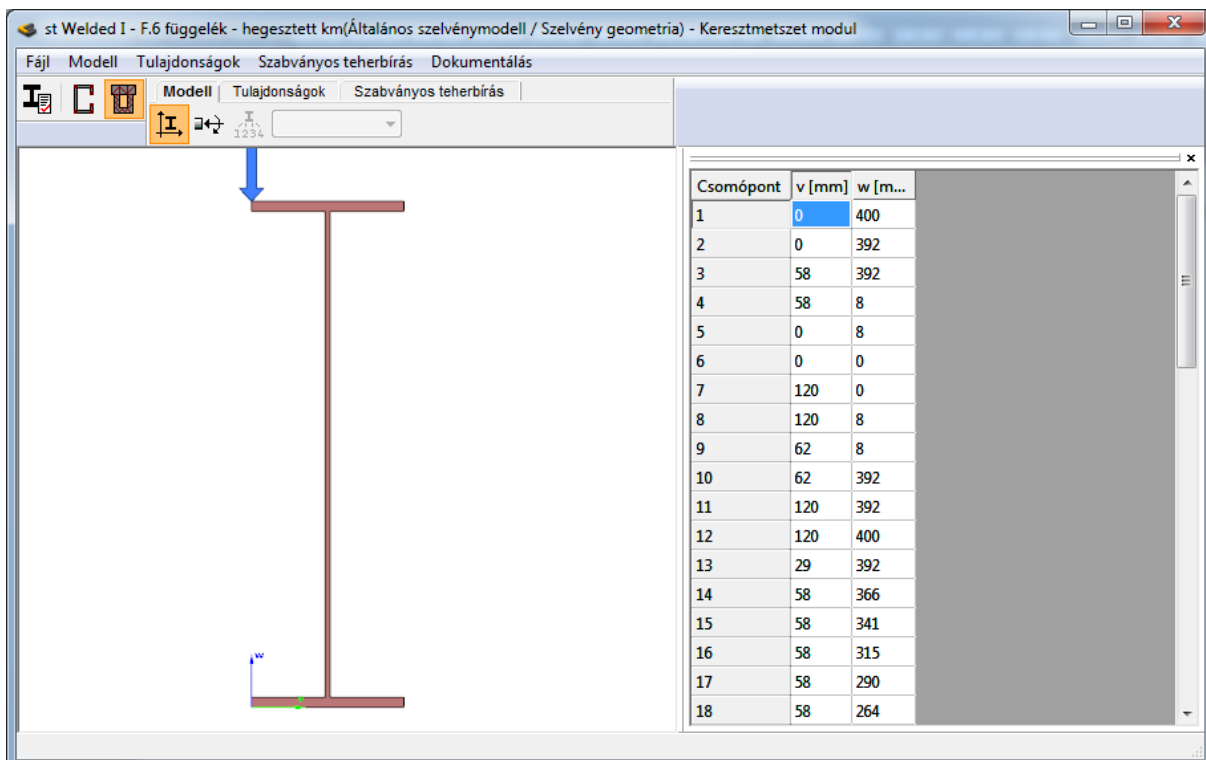 st Welded I - F.6 függelék - hegesztett km(Általános szelvénymodell / Szelvény geometria) - Keresztmetszet modul
Fájl Modell Tulajdonságok Szabványos teherbírás Dokumentálás
Modell Tulajdonságok Szabványos teherbírás
1234
Csomópont v [mm] w [m...
1 0 400
2 0 392
3 58 392
4 58 8
5 0 8
6 0 0
7 120 0
8 120 8
9 62 8
10 62 392
11 120 392
12 120 400
13 29 392
14 58 366
15 58 341
16 58 315
17 58 290
18 58 264
w